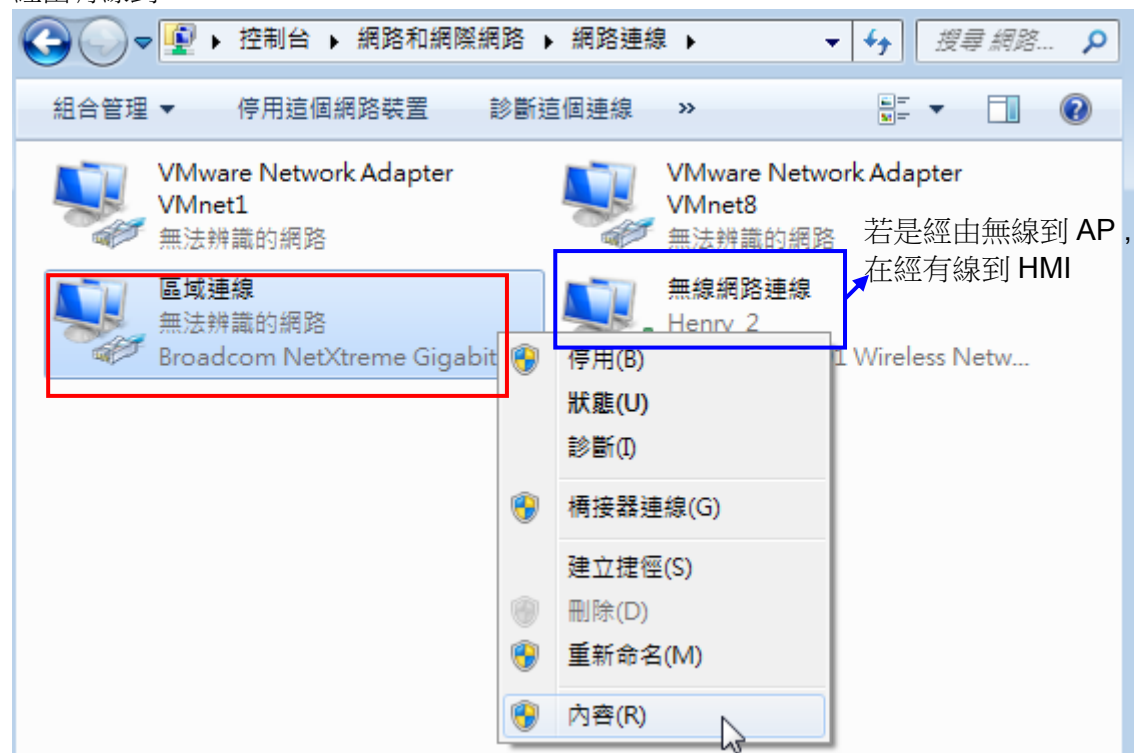 控制台 ▸ 網路和網際網路 ▸ 網路連線 ▸
搜尋 網路...
組合管理 停用這個網路裝置 診斷這個連線 »
VMware Network Adapter
VMnet1
無法辨識的網路
VMware Network Adapter
VMnet8
無法辨識的網路
若是經由無線到 AP,
在經有線到 HMI
區域連線
無法辨識的網路
Broadcom NetXtreme Gigabit
無線網路連線
Henry_2
1 Wireless Netw...
停用(B)
狀態(U)
診斷(I)
橋接器連線(G)
建立捷徑(S)
刪除(D)
重新命名(M)
內容(R)